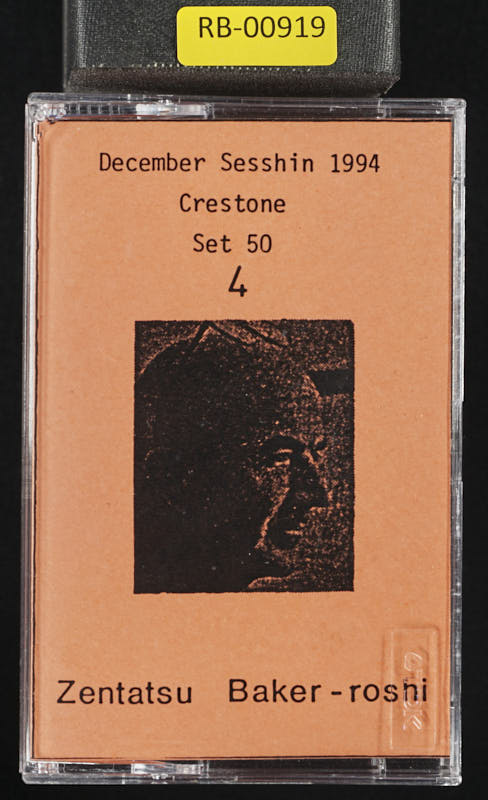 RB-00919
December Sesshin 1994
Crestone
Set 50
4
Zentatsu Baker-roshi